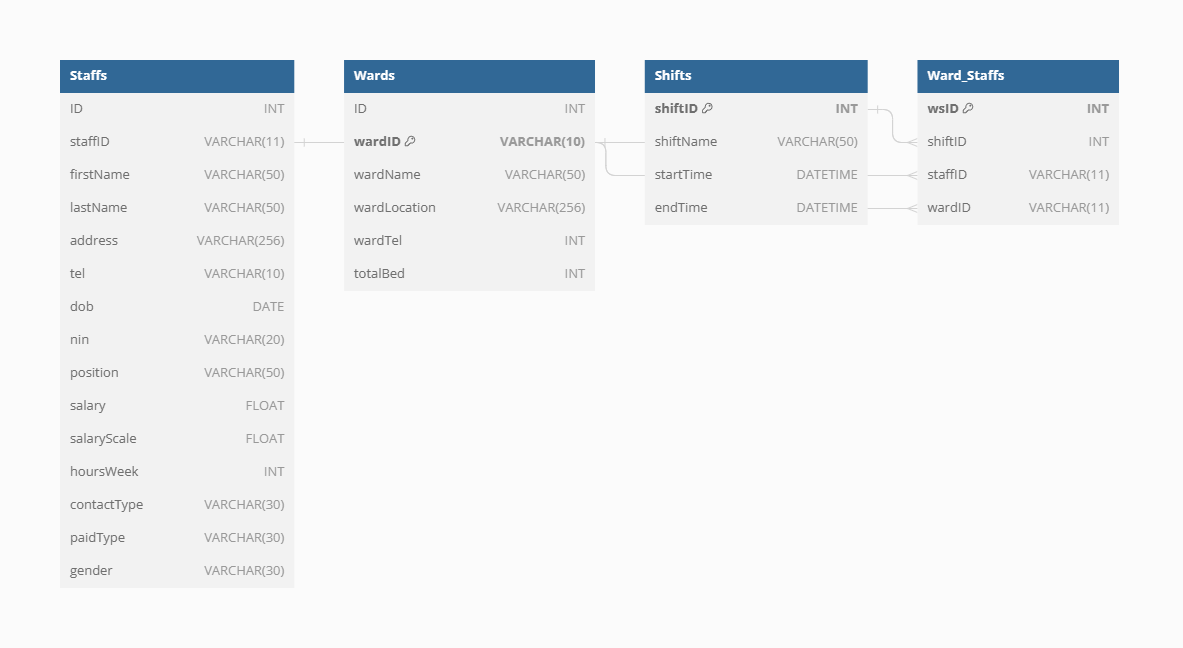 Staffs
ID INT
staffID VARCHAR(11)
firstName VARCHAR(50)
lastName VARCHAR(50)
address VARCHAR(256)
tel VARCHAR(10)
dob DATE
nin VARCHAR(20)
position VARCHAR(50)
salary FLOAT
salaryScale FLOAT
hoursWeek INT
contactType VARCHAR(30)
paidType VARCHAR(30)
gender VARCHAR(30)
Wards
ID INT
wardID VARCHAR(10)
wardName VARCHAR(50)
wardLocation VARCHAR(256)
wardTel INT
totalBed INT
Shifts
shiftID INT
shiftName VARCHAR(50)
startTime DATETIME
endTime DATETIME
Ward_Staffs
wsID INT
shiftID INT
staffID VARCHAR(11)
wardID VARCHAR(11)